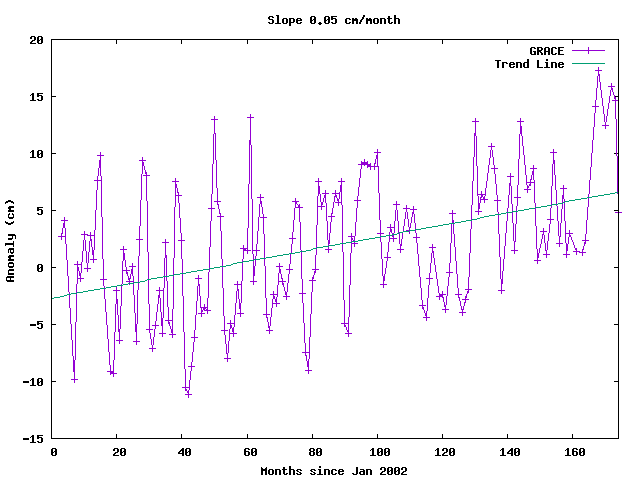 Slope 0.05 cm/month
GRACE
Trend Line
20
15
10
5
0
-5
-10
-15
Anomaly (cm)
0 20 40 60 80 100 120 140 160
Months since Jan 2002